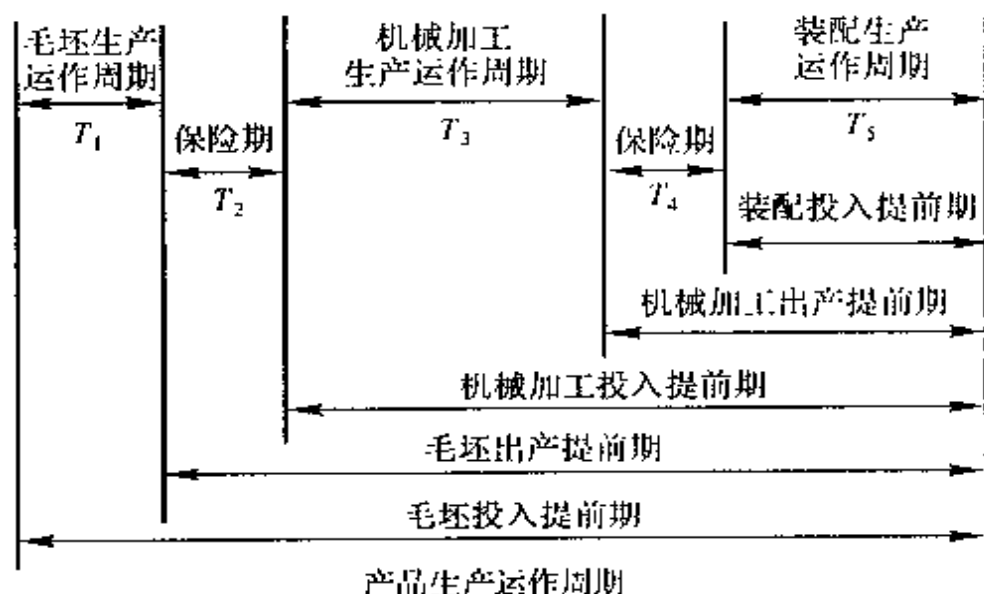 毛坯生产
运作周期
T₁
保险期
T₂
机械加工
生产运作周期
T₃
保险期
T₄
装配生产
运作周期
T₅
装配投入提前期
机械加工出产提前期
机械加工投入提前期
毛坯出产提前期
毛坯投入提前期
产品生产运作周期